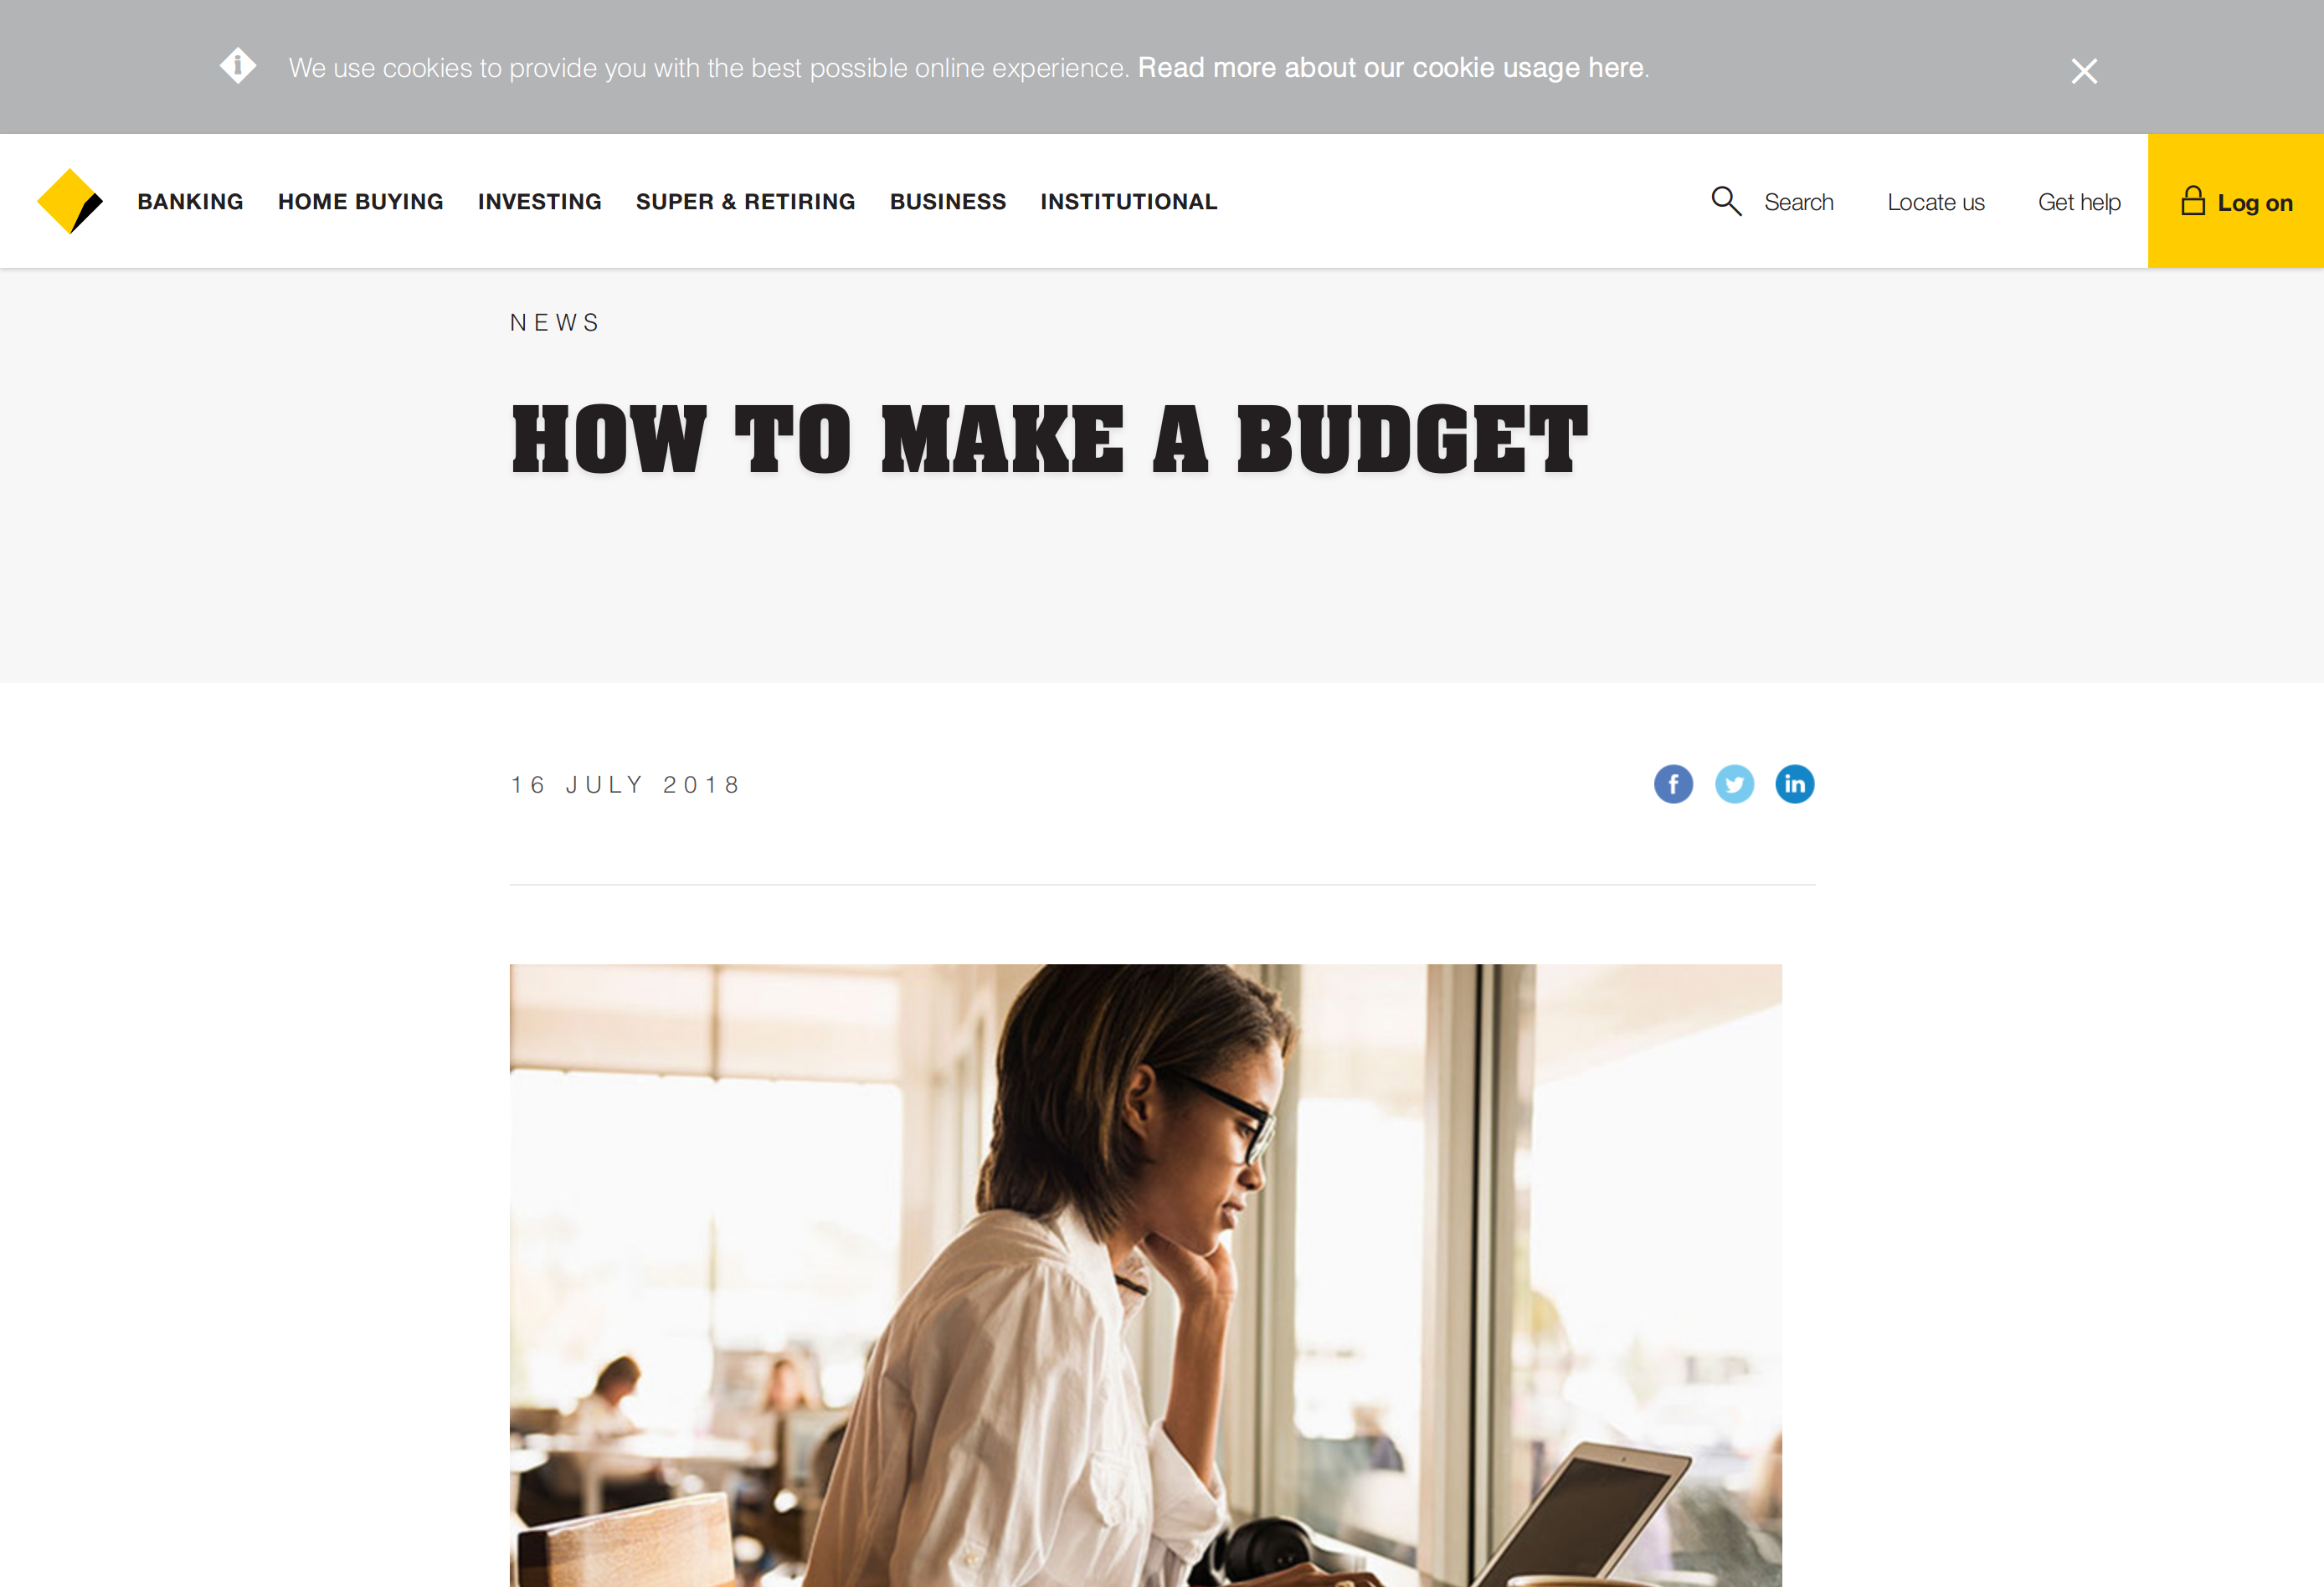 We use cookies to provide you with the best possible online experience. Read more about our cookie usage here.
BANKING HOME BUYING INVESTING SUPER & RETIRING BUSINESS INSTITUTIONAL Search Locate us Get help Log on
NEWS
HOW TO MAKE A BUDGET
16 JULY 2018